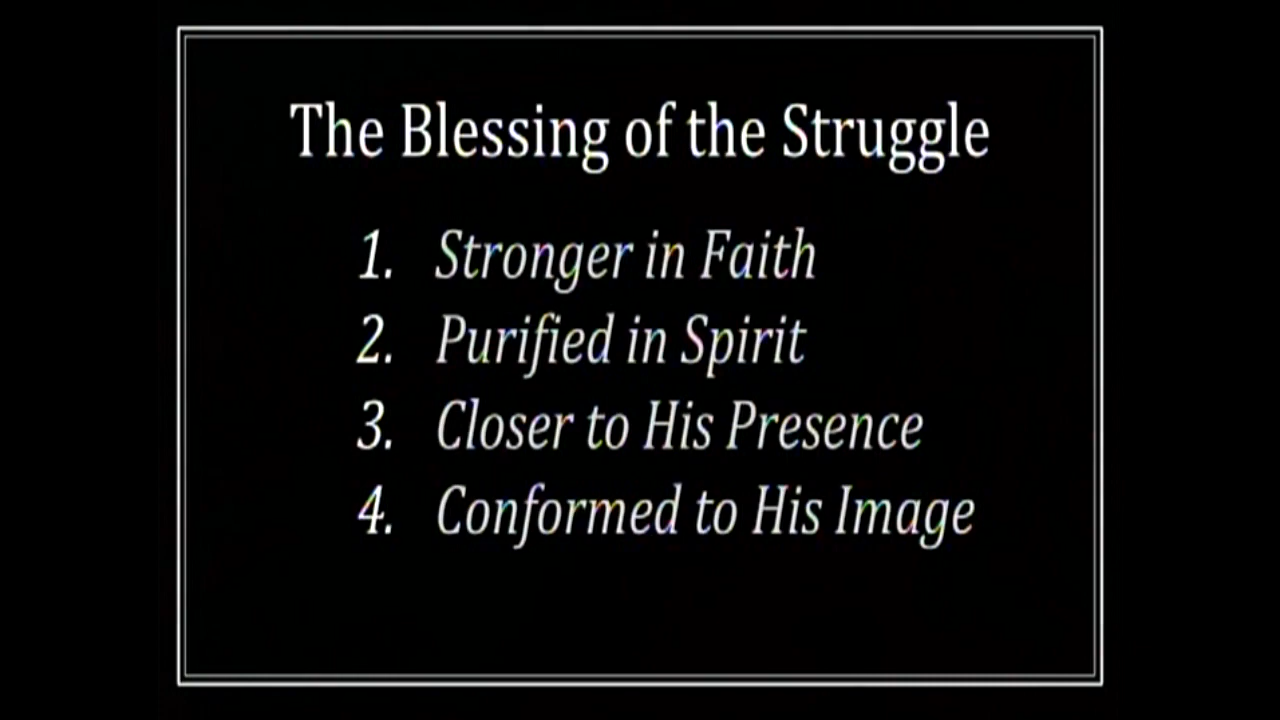 The Blessing of the Struggle
1. Stronger in Faith
2. Purified in Spirit
3. Closer to His Presence
4. Conformed to His Image